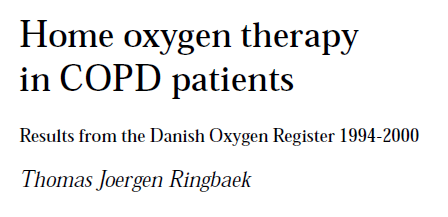 Home oxygen therapy
in COPD patients
Results from the Danish Oxygen Register 1994-2000
Thomas Joergen Ringbaek